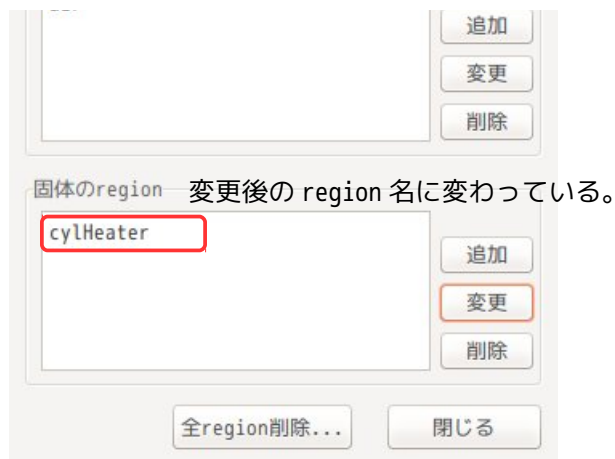 追加
変更
削除
固体のregion 変更後の region 名に変わっている。
cylHeater
追加
変更
削除
全region削除... 閉じる